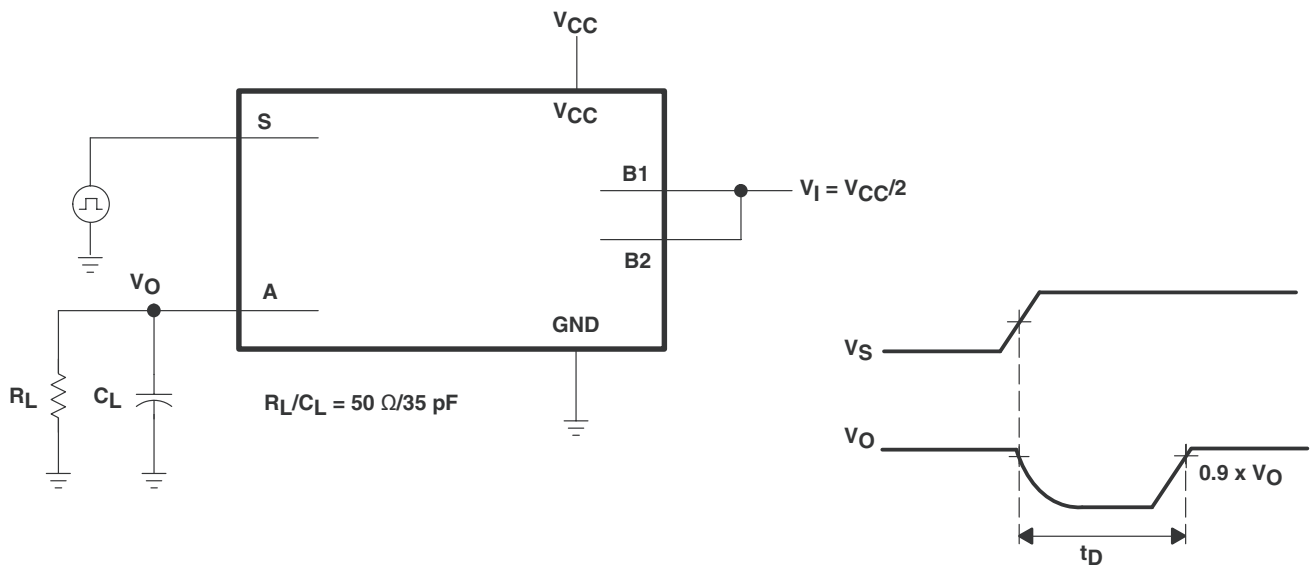 VCC
VCC
S
B1
VI = VCC/2
B2
VO
A
GND
RL
CL
RL/CL = 50 Ω/35 pF
VS
VO
0.9 x VO
tD